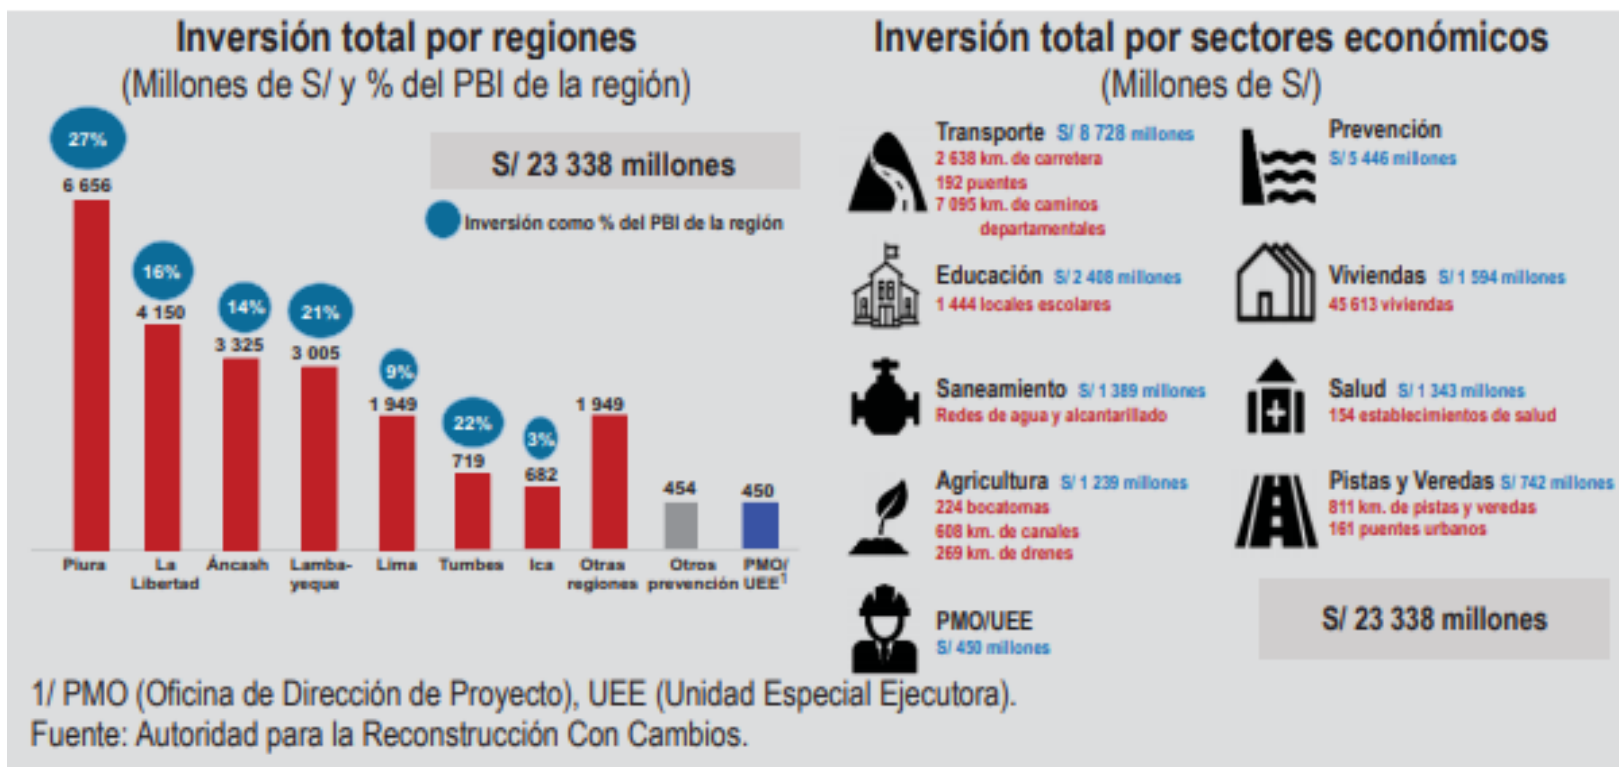 Inversión total por regiones
(Millones de S/ y % del PBI de la región)
S/ 23 338 millones
Inversión como % del PBI de la región
27%
6 656
16%
4 150
14%
3 325
21%
3 005
9%
1 949
22%
719
3%
682
1 949
454
450
Piura
La
Libertad
Áncash
Lamba-
yeque
Lima
Tumbes
Ica
Otras
regiones
Otros
prevención
PMO/
UEE1
Inversión total por sectores económicos
(Millones de S/)
Transporte S/ 8 728 millones
2 638 km. de carretera
192 puentes
7 095 km. de caminos
departamentales
Prevención
S/ 5 446 millones
Educación S/ 2 408 millones
1 444 locales escolares
Viviendas S/ 1 594 millones
45 613 viviendas
Saneamiento S/ 1 389 millones
Redes de agua y alcantarillado
Salud S/ 1 343 millones
154 establecimientos de salud
Agricultura S/ 1 239 millones
224 bocatomas
608 km. de canales
269 km. de drenes
Pistas y Veredas S/ 742 millones
811 km. de pistas y veredas
161 puentes urbanos
PMO/UEE
S/ 450 millones
S/ 23 338 millones
1/ PMO (Oficina de Dirección de Proyecto), UEE (Unidad Especial Ejecutora).
Fuente: Autoridad para la Reconstrucción Con Cambios.